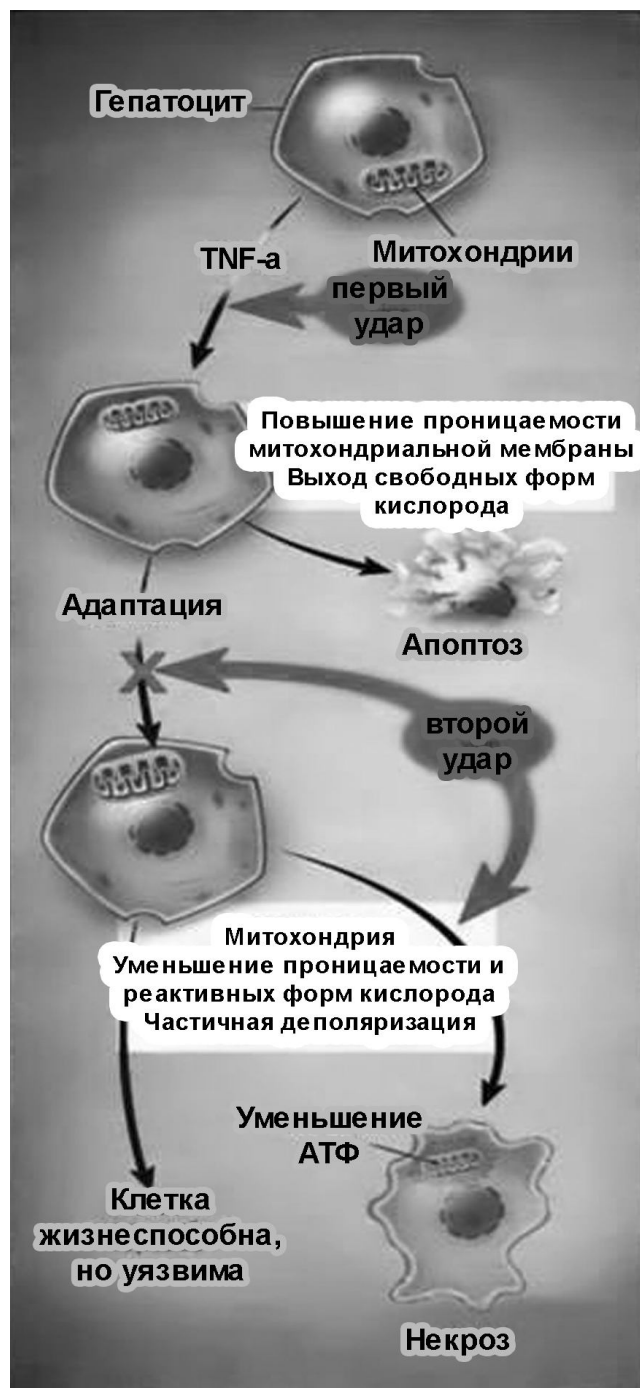 Гепатоцит
TNF-a
Митохондрии
первый
удар
Повышение проницаемости
митохондриальной мембраны
Выход свободных форм
кислорода
Адаптация
Апоптоз
второй
удар
Митохондрия
Уменьшение проницаемости и
реактивных форм кислорода
Частичная деполяризация
Уменьшение
АТФ
Клетка
жизнеспособна,
но уязвима
Некроз